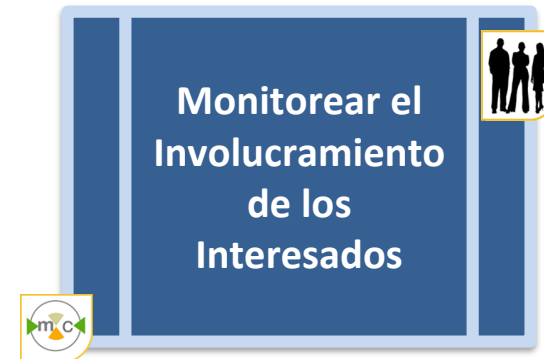 Monitorear el
Involucramiento
de los
Interesados
m c